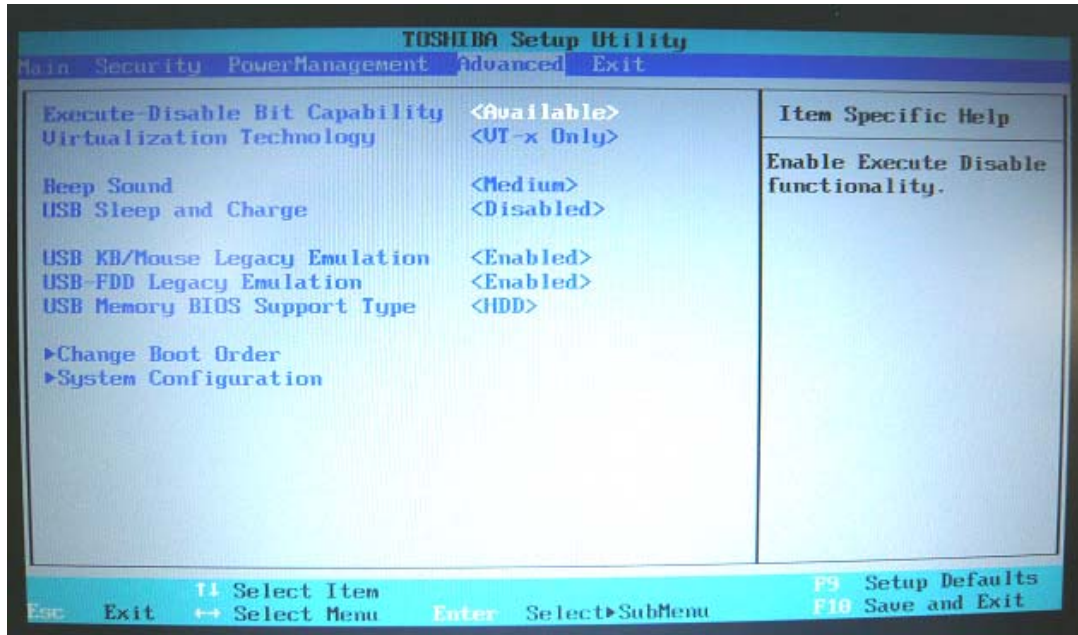 TOSHIBA Setup Utility
Main Security PowerManagement Advanced Exit
Execute-Disable Bit Capability <Available>
Virtualization Technology <VT-x Only>
Beep Sound <Medium>
USB Sleep and Charge <Disabled>
USB KB/Mouse Legacy Emulation <Enabled>
USB-FDD Legacy Emulation <Enabled>
USB Memory BIOS Support Type <HDD>
▶Change Boot Order
▶System Configuration
Item Specific Help
Enable Execute Disable
functionality.
↑↓ Select Item F9 Setup Defaults
Esc Exit ←→ Select Menu Enter Select▶SubMenu F10 Save and Exit